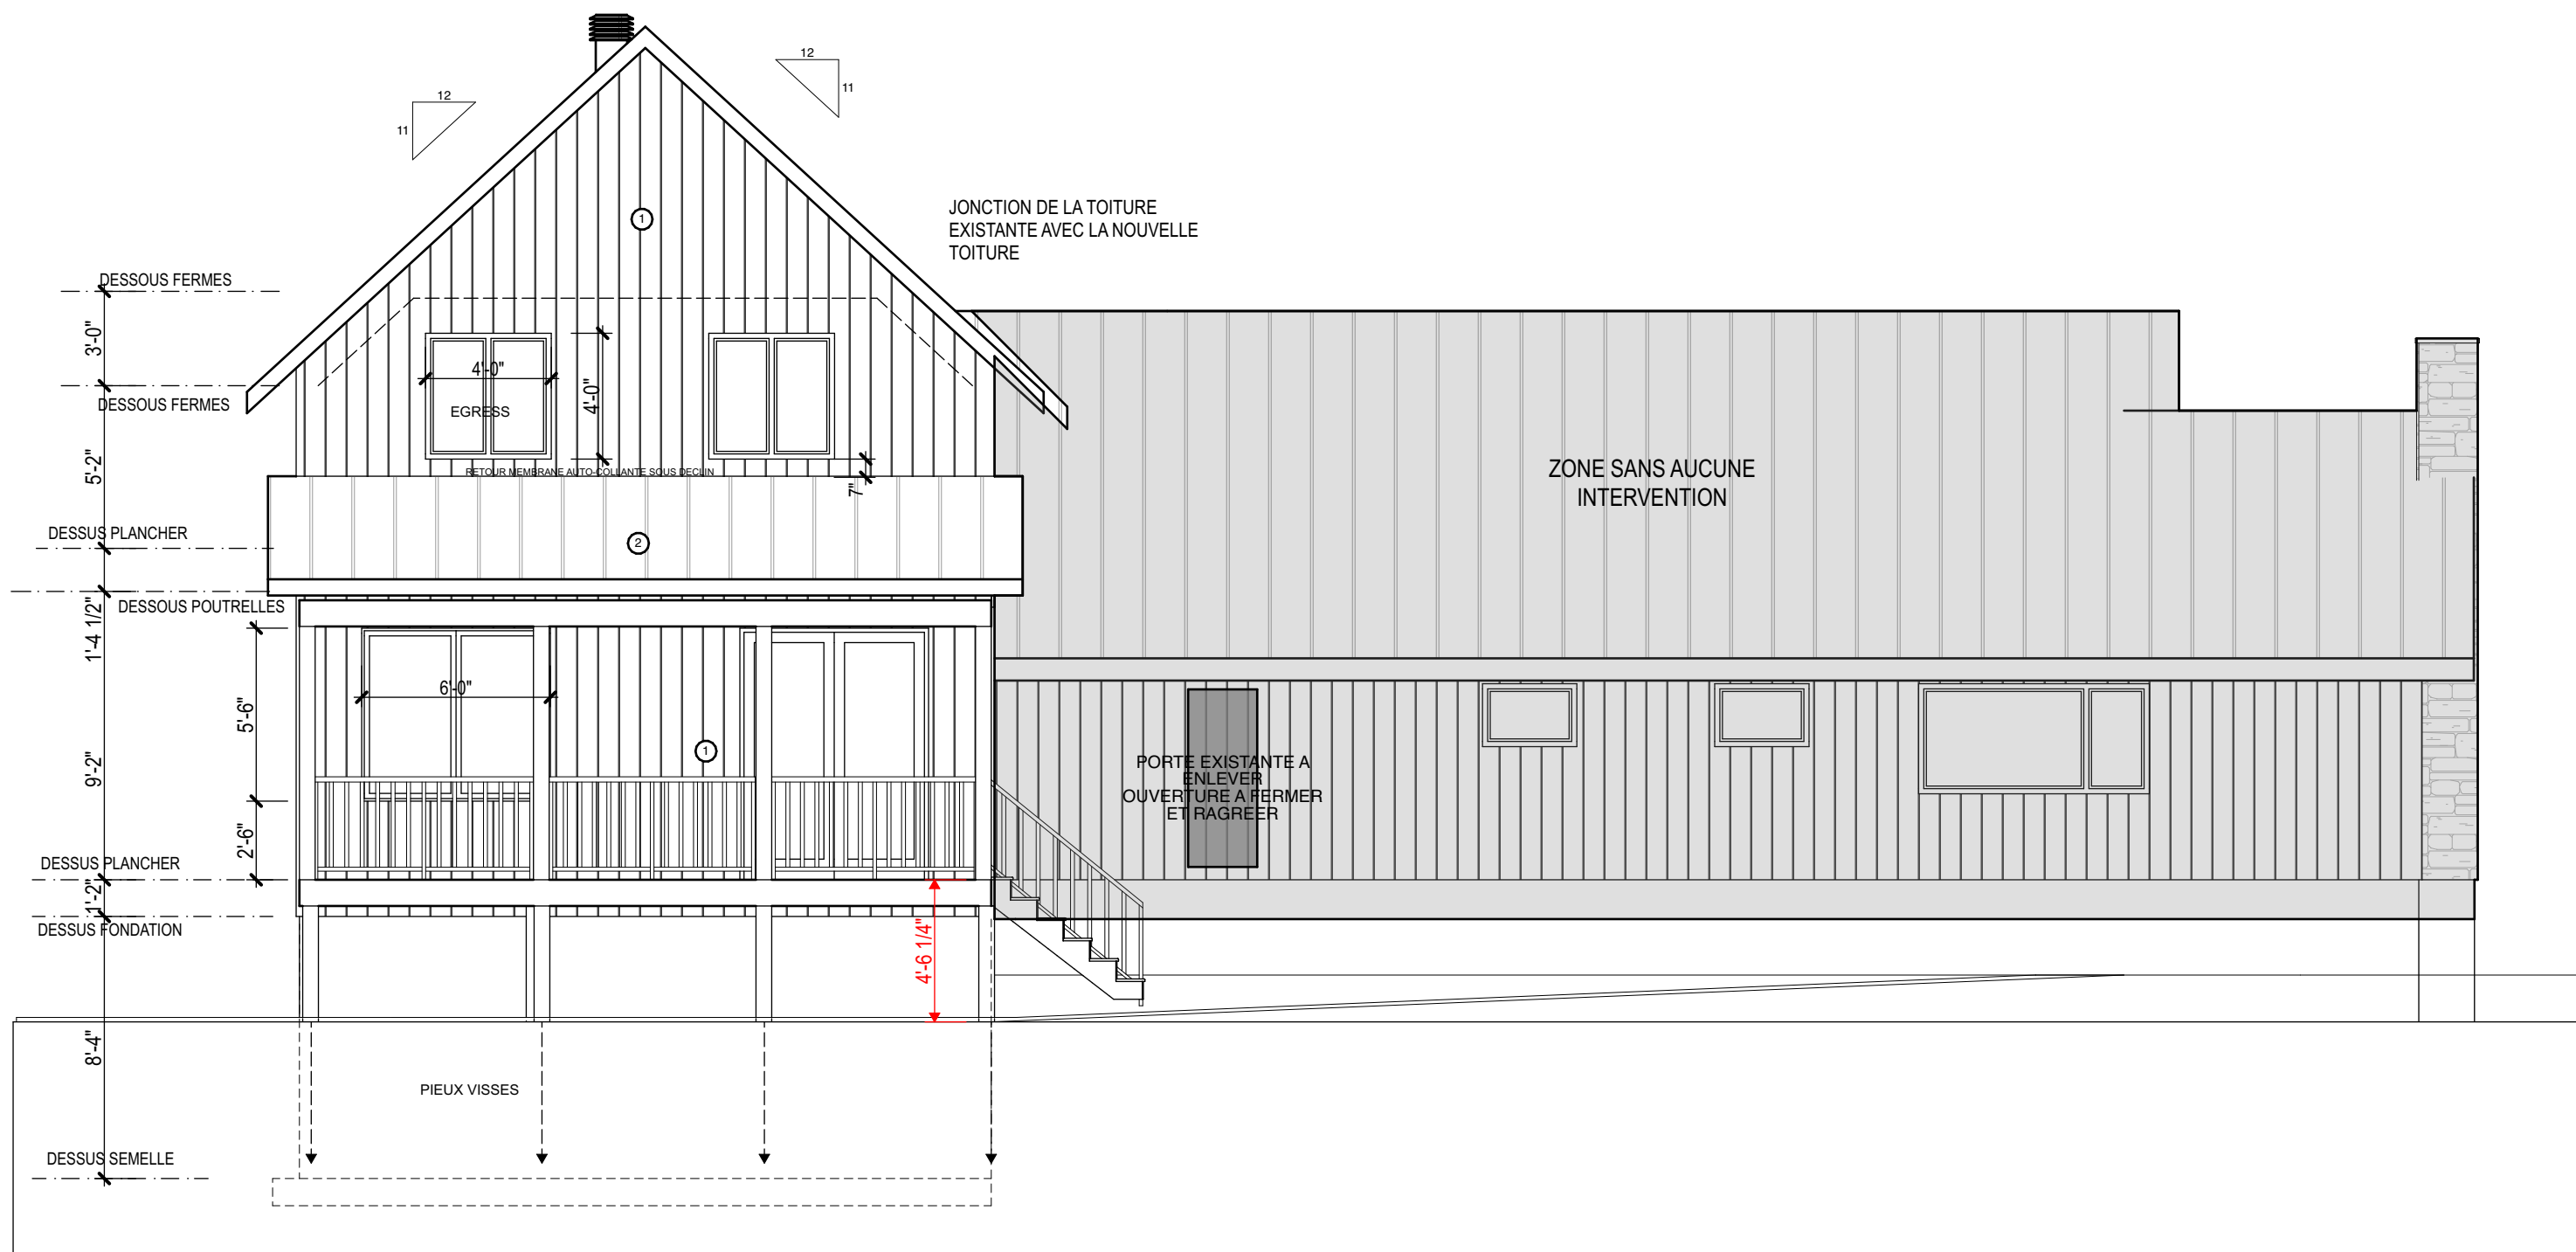 12
11
12
11
1
JONCTION DE LA TOITURE
EXISTANTE AVEC LA NOUVELLE
TOITURE
DESSOUS FERMES
3'-0"
DESSOUS FERMES
4'-0"
4'-0"
EGRESS
RETOUR MEMBRANE AUTO-COLLANTE SOUS DECLIN
7"
5'-2"
ZONE SANS AUCUNE
INTERVENTION
DESSUS PLANCHER
2
DESSOUS POUTRELLES
1'-4 1/2"
6'-0"
5'-6"
1
9'-2"
PORTE EXISTANTE A
ENLEVER
OUVERTURE A FERMER
ET RAGREER
2'-6"
DESSUS PLANCHER
1'-2"
DESSUS FONDATION
4'-6 1/4"
8'-4"
PIEUX VISSES
DESSUS SEMELLE